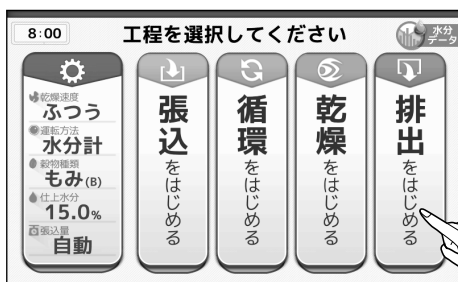 8:00
工程を選択してください
水分
データ
乾燥速度
ふつう
運転方法
水分計
穀物種類
もみ(B)
仕上水分
15.0%
張込量
自動
張込をはじめる
循環をはじめる
乾燥をはじめる
排出をはじめる